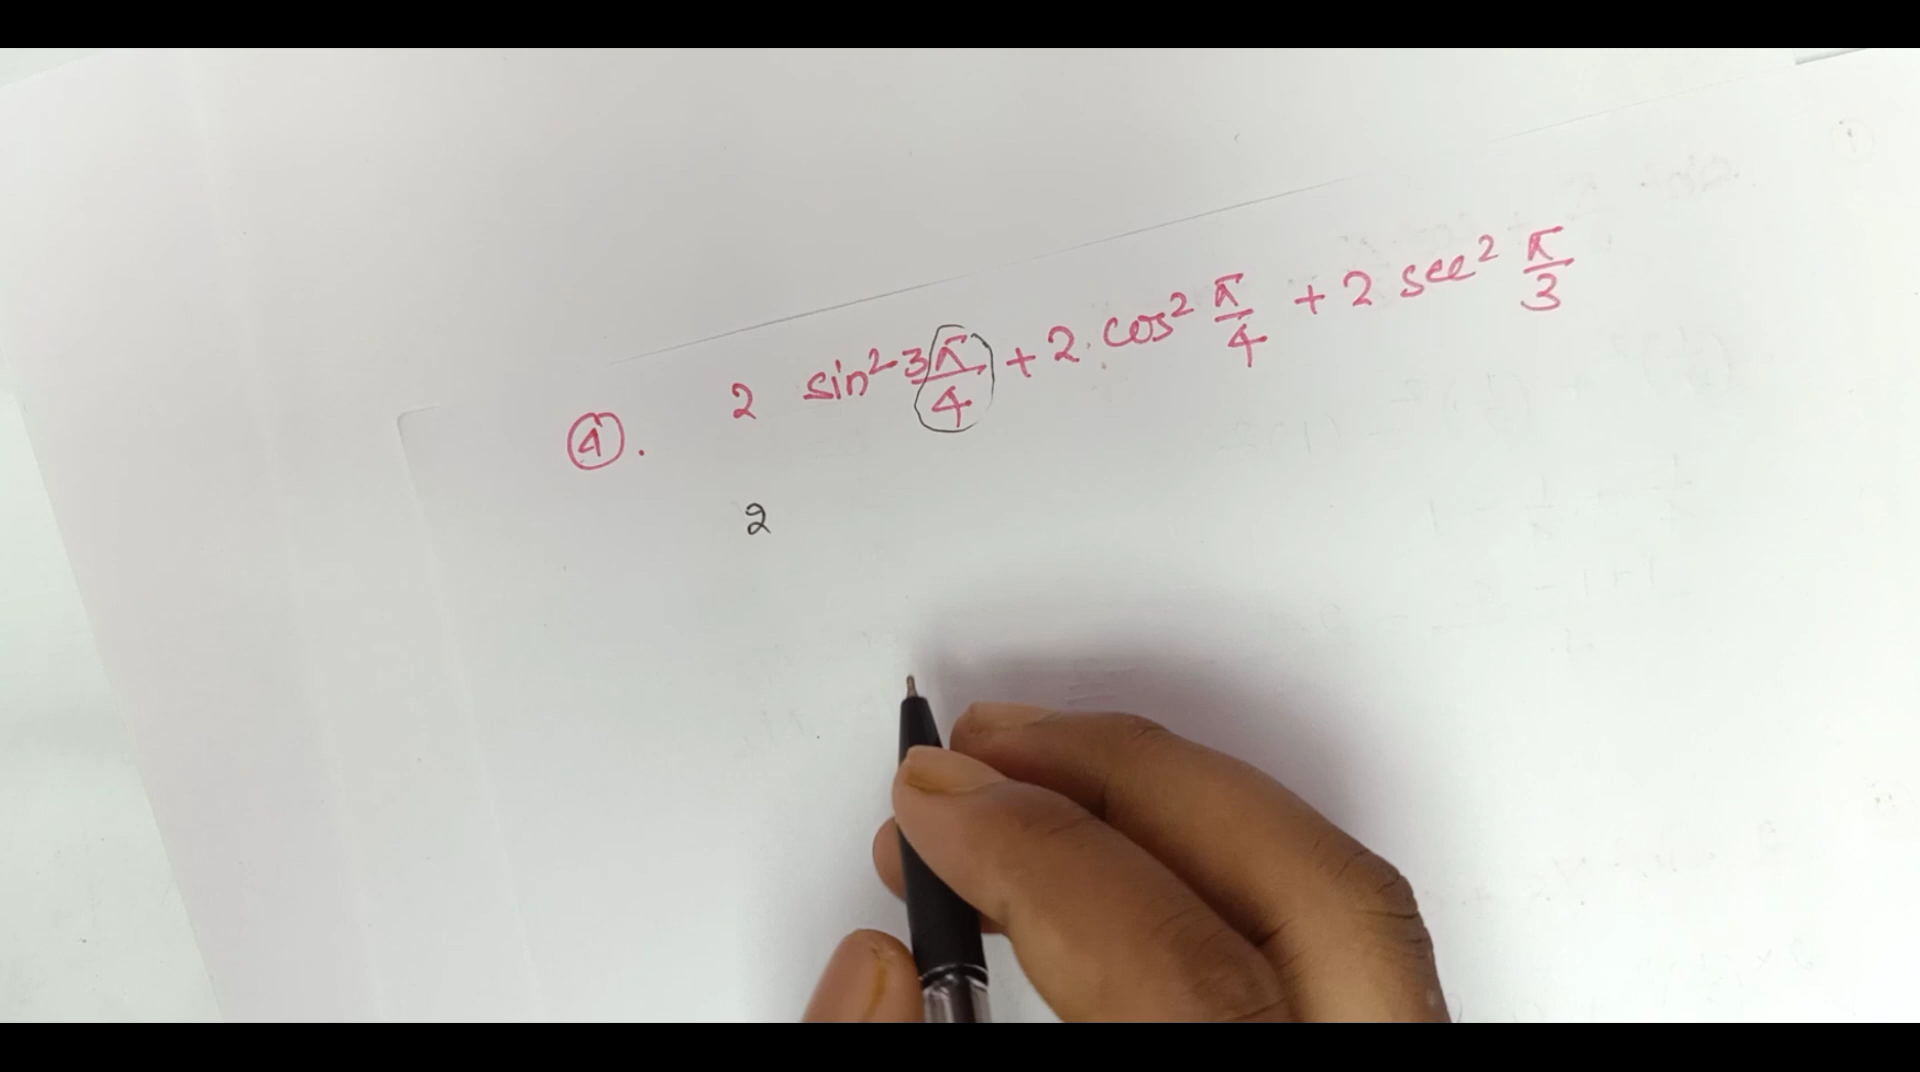 ④. 2 sin² 3π/4 + 2. cos² π/4 + 2 sec² π/3
2